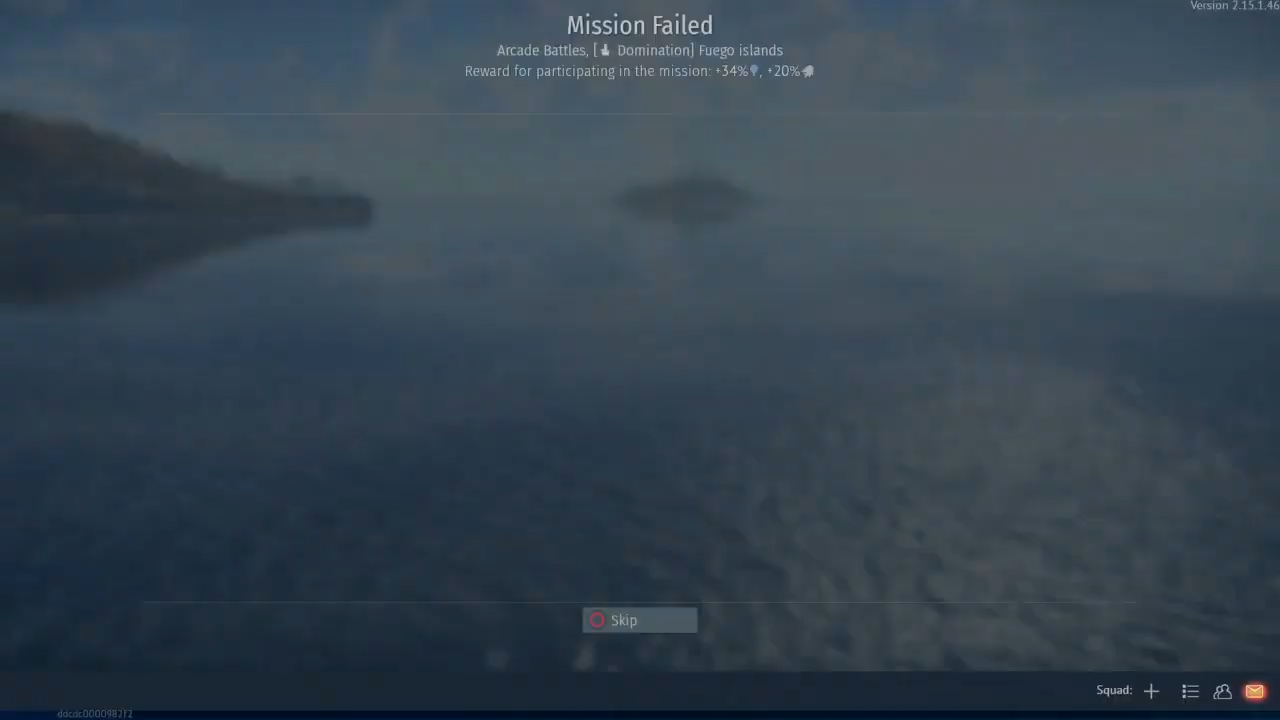 Version 2.15.1.46
Mission Failed
Arcade Battles, [ Domination] Fuego islands
Reward for participating in the mission: +34%, +20%
Skip
Squad:
ddcdc0000982f2